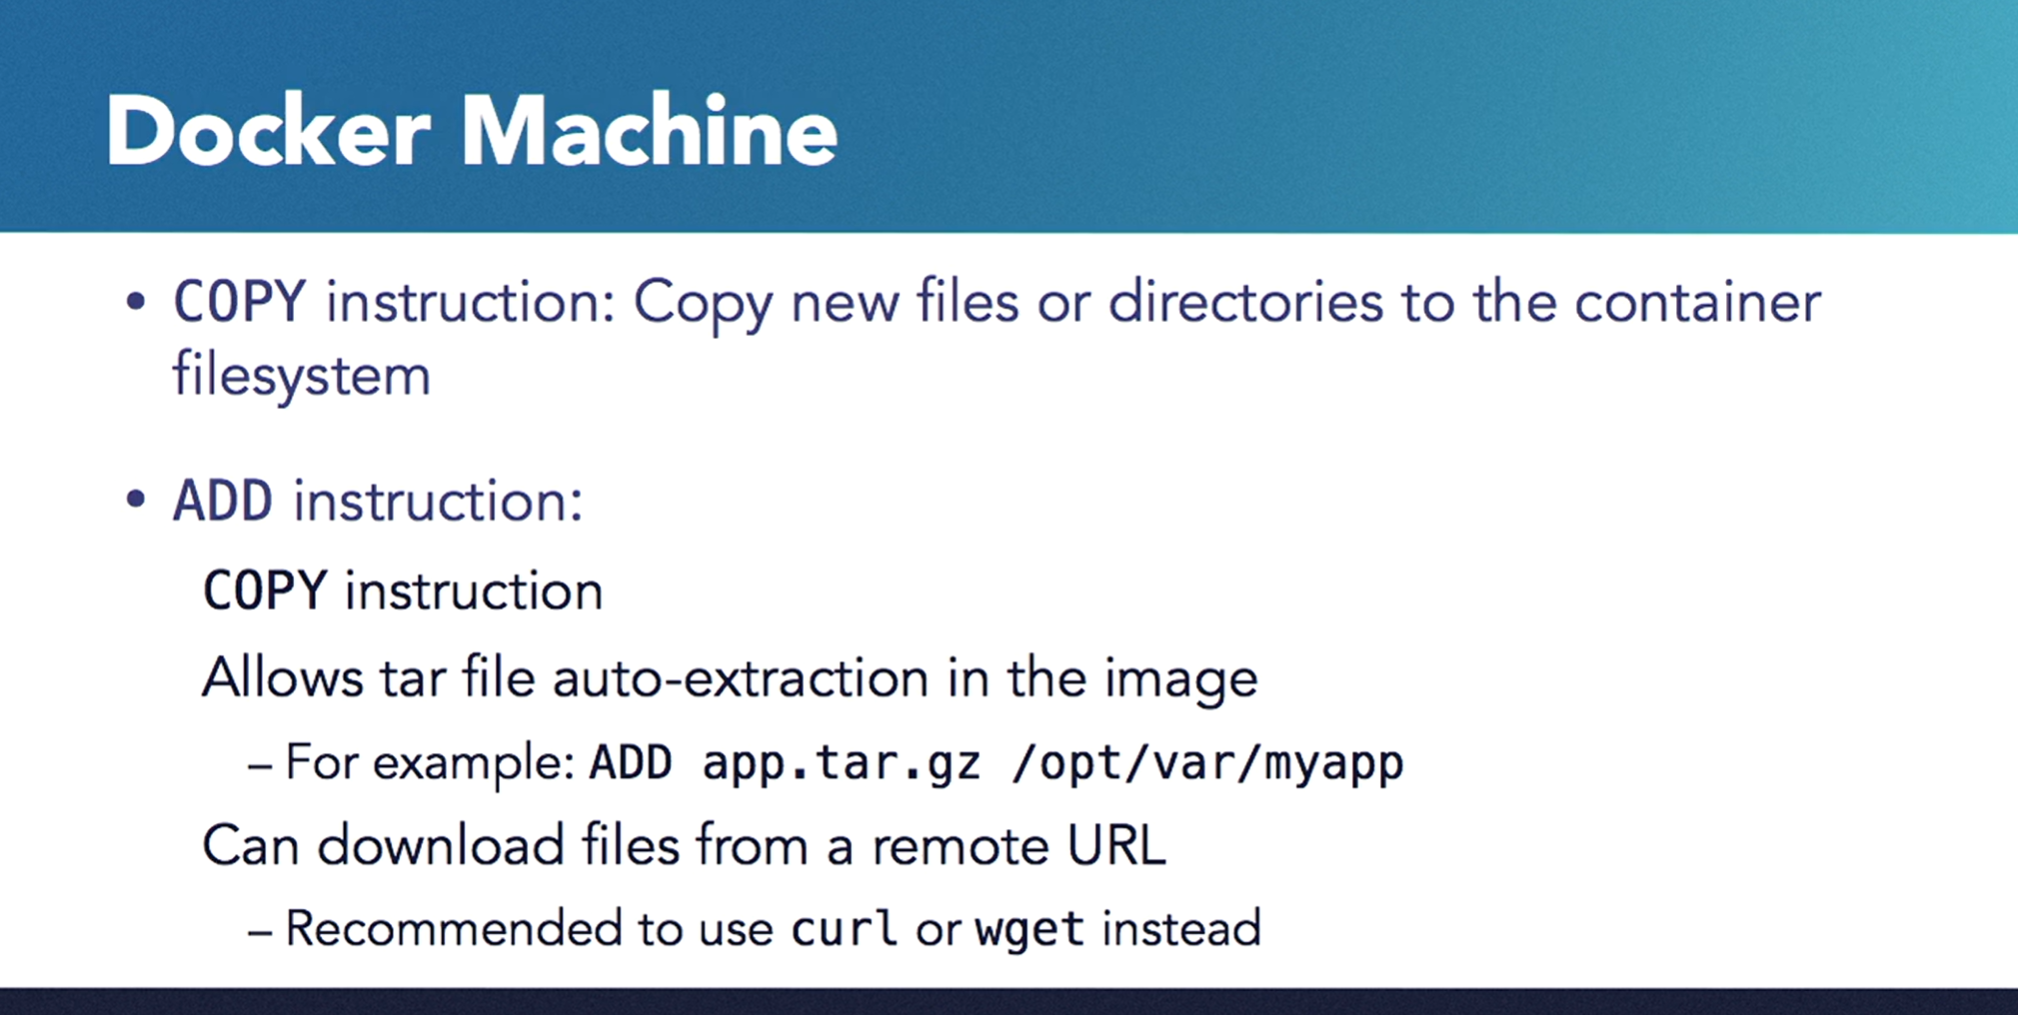 Docker Machine
• COPY instruction: Copy new files or directories to the container
filesystem
• ADD instruction:
COPY instruction
Allows tar file auto-extraction in the image
– For example: ADD app.tar.gz /opt/var/myapp
Can download files from a remote URL
– Recommended to use curl or wget instead